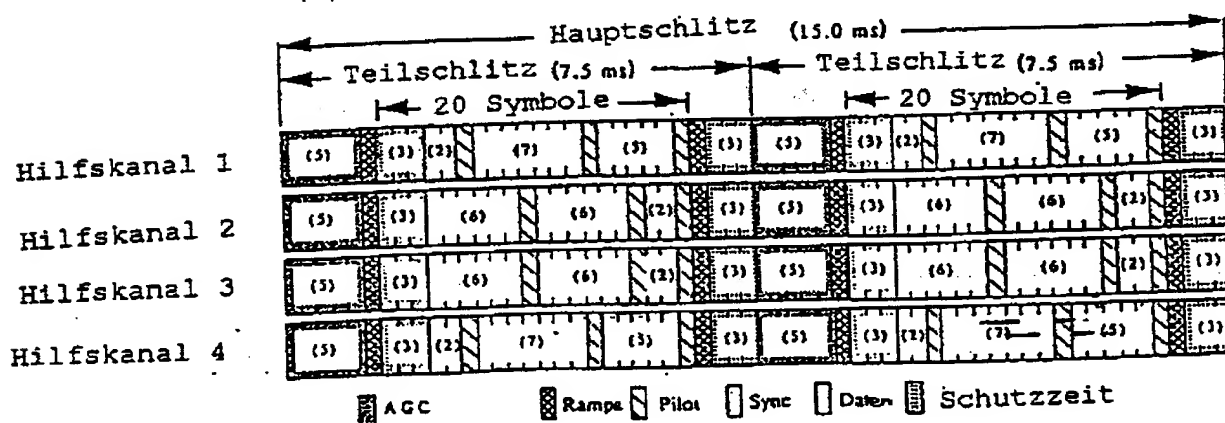 Hauptschlitz (15.0 ms)
Teilschlitz (7.5 ms) Teilschlitz (7.5 ms)
20 Symbole 20 Symbole
Hilfskanal 1 (5) (3) (2) (7) (5) (3) (5) (3) (2) (7) (5) (3)
Hilfskanal 2 (5) (3) (6) (6) (2) (3) (5) (3) (6) (6) (2) (3)
Hilfskanal 3 (5) (3) (6) (6) (2) (3) (5) (3) (6) (6) (2) (3)
Hilfskanal 4 (5) (3) (2) (7) (3) (5) (3) (2) (7) (5) (3)
AGC Rampe Pilot Sync Daten Schutzzeit